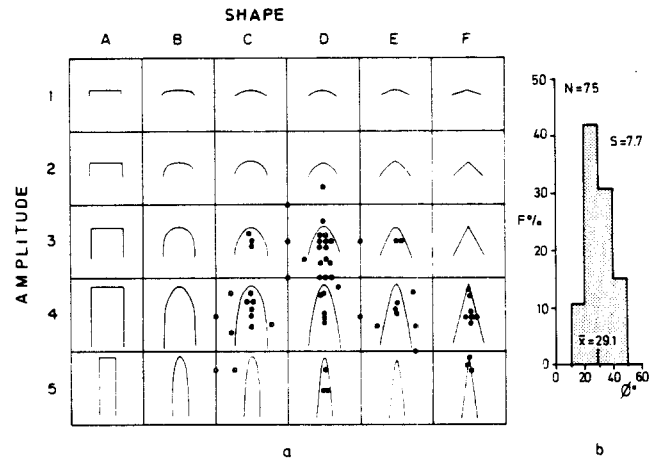 SHAPE
A B C D E F
AMPLITUDE
1
2
3
4
5
a
50
40
30
20
10
0
F%
N=75
S=7.7
x̄=29.1
0 20 40 60
ø°
b